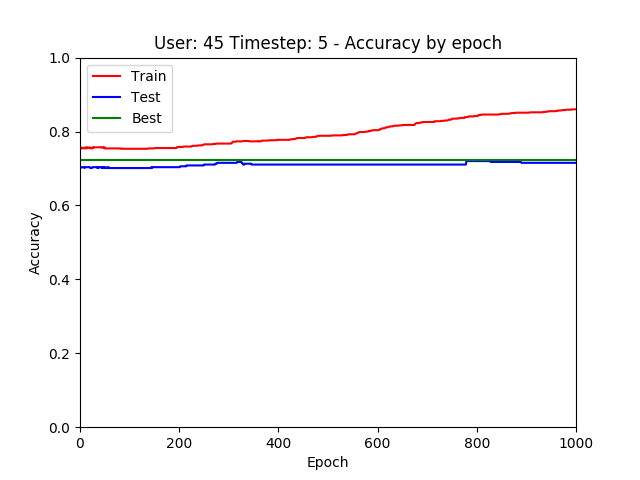 User: 45 Timestep: 5 - Accuracy by epoch
1.0
Train
Test
Best
0.8
0.6
Accuracy
0.4
0.2
0.0
0 200 400 600 800 1000
Epoch